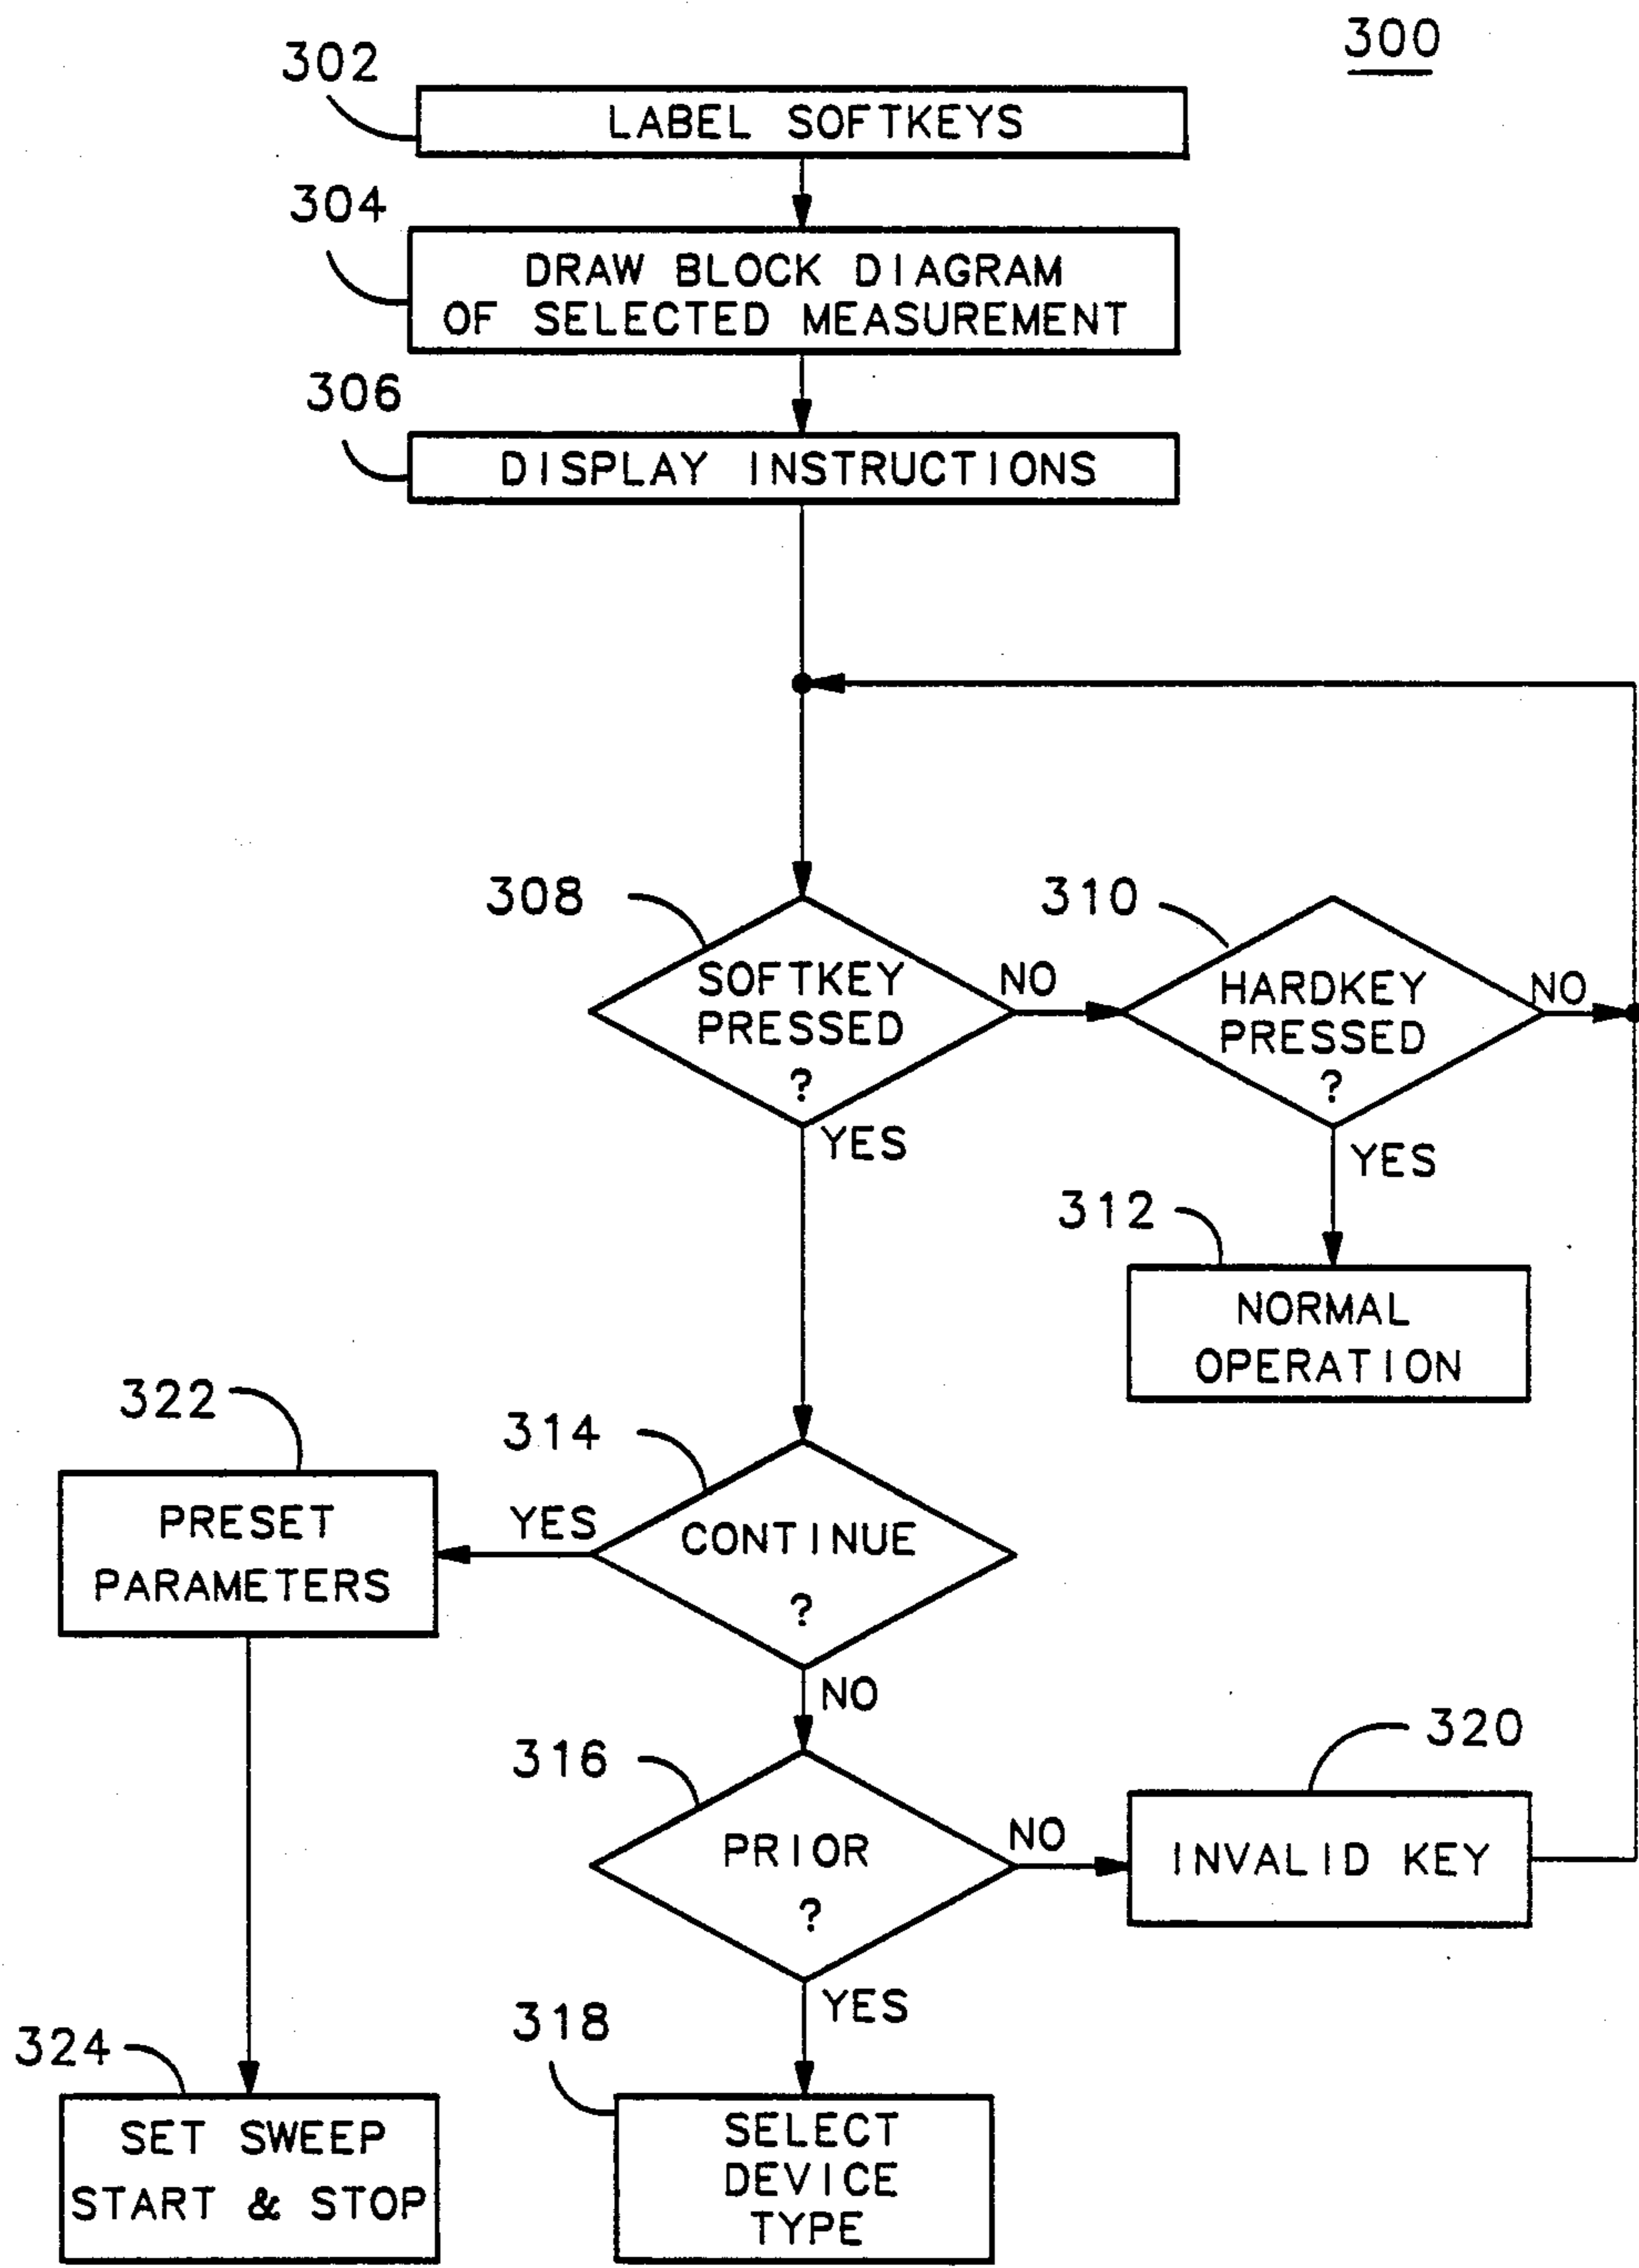 300
302
LABEL SOFTKEYS
304
DRAW BLOCK DIAGRAM
OF SELECTED MEASUREMENT
306
DISPLAY INSTRUCTIONS
308
SOFTKEY
PRESSED
?
NO
YES
310
HARDKEY
PRESSED
?
NO
YES
312
NORMAL
OPERATION
314
CONTINUE
?
YES
NO
322
PRESET
PARAMETERS
316
PRIOR
?
NO
YES
320
INVALID KEY
324
SET SWEEP
START & STOP
318
SELECT
DEVICE
TYPE